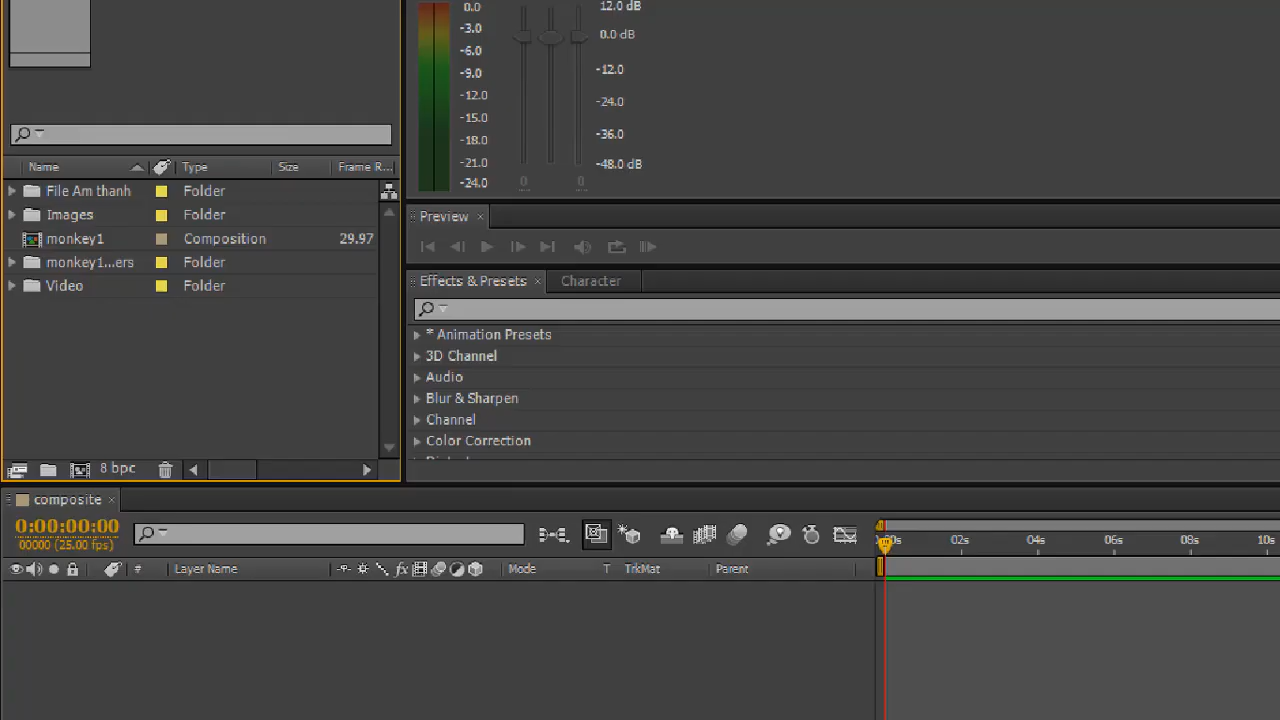 0.0
12.0 dB
-3.0
0.0 dB
-6.0
-9.0
-12.0 dB
-12.0
-24.0 dB
-15.0
-18.0
-36.0 dB
-21.0
-48.0 dB
-24.0
0 0
Name Type Size Frame R...
File Am thanh Folder
Images Folder
monkey1 Composition 29.97
monkey1...ers Folder
Video Folder
8 bpc
Preview
Effects & Presets Character
* Animation Presets
3D Channel
Audio
Blur & Sharpen
Channel
Color Correction
composite
0:00:00:00
00000 (25.00 fps)
02s 04s 06s 08s 10s
# Layer Name fx Mode T TrkMat Parent